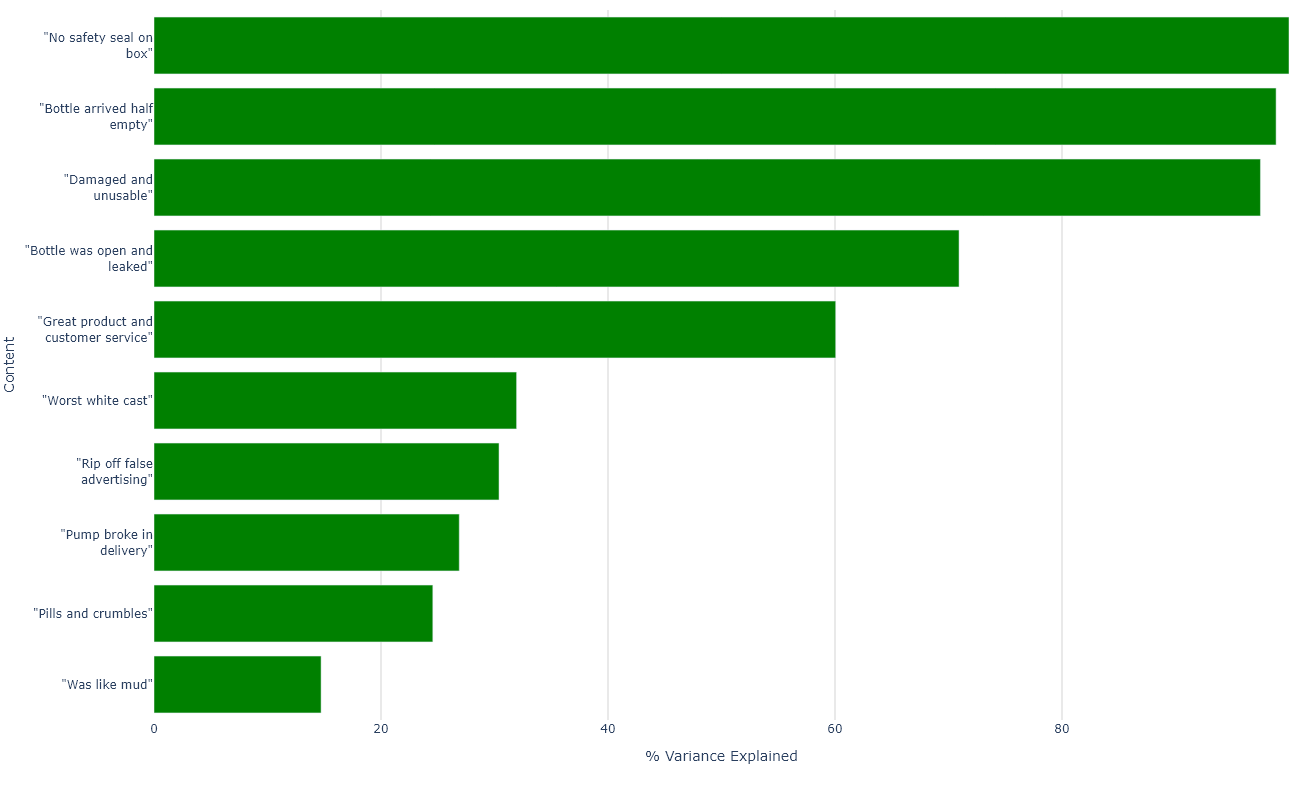 "No safety seal on
box"
"Bottle arrived half
empty"
"Damaged and
unusable"
"Bottle was open and
leaked"
"Great product and
customer service"
"Worst white cast"
"Rip off false
advertising"
"Pump broke in
delivery"
"Pills and crumbles"
"Was like mud"
Content
0 20 40 60 80
% Variance Explained